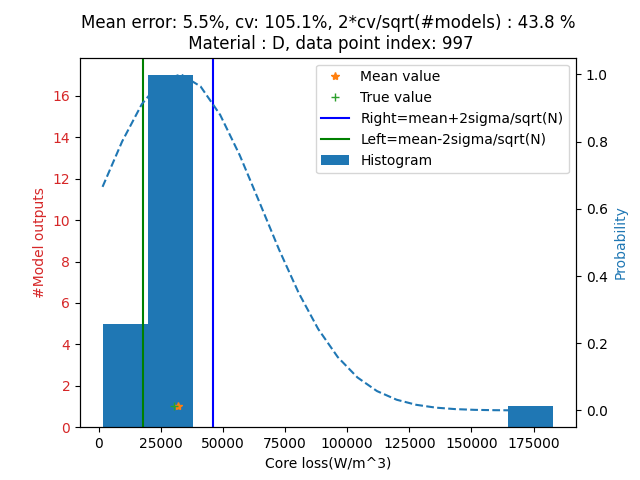 Mean error: 5.5%, cv: 105.1%, 2*cv/sqrt(#models) : 43.8 %
Material : D, data point index: 997
Mean value
True value
Right=mean+2sigma/sqrt(N)
Left=mean-2sigma/sqrt(N)
Histogram
#Model outputs
16
14
12
10
8
6
4
2
0
1.0
0.8
0.6
0.4
0.2
0.0
Probability
0 25000 50000 75000 100000 125000 150000 175000
Core loss(W/m^3)